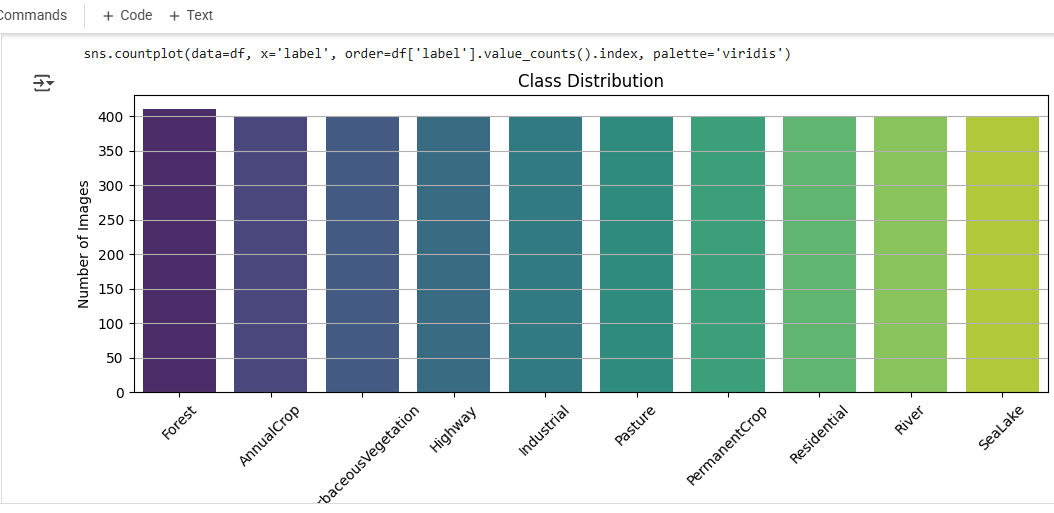 Commands + Code + Text
sns.countplot(data=df, x='label', order=df['label'].value_counts().index, palette='viridis')
Class Distribution
Number of Images
400
350
300
250
200
150
100
50
0
Forest
AnnualCrop
rbaceousVegetation
Highway
Industrial
Pasture
PermanentCrop
Residential
River
SeaLake